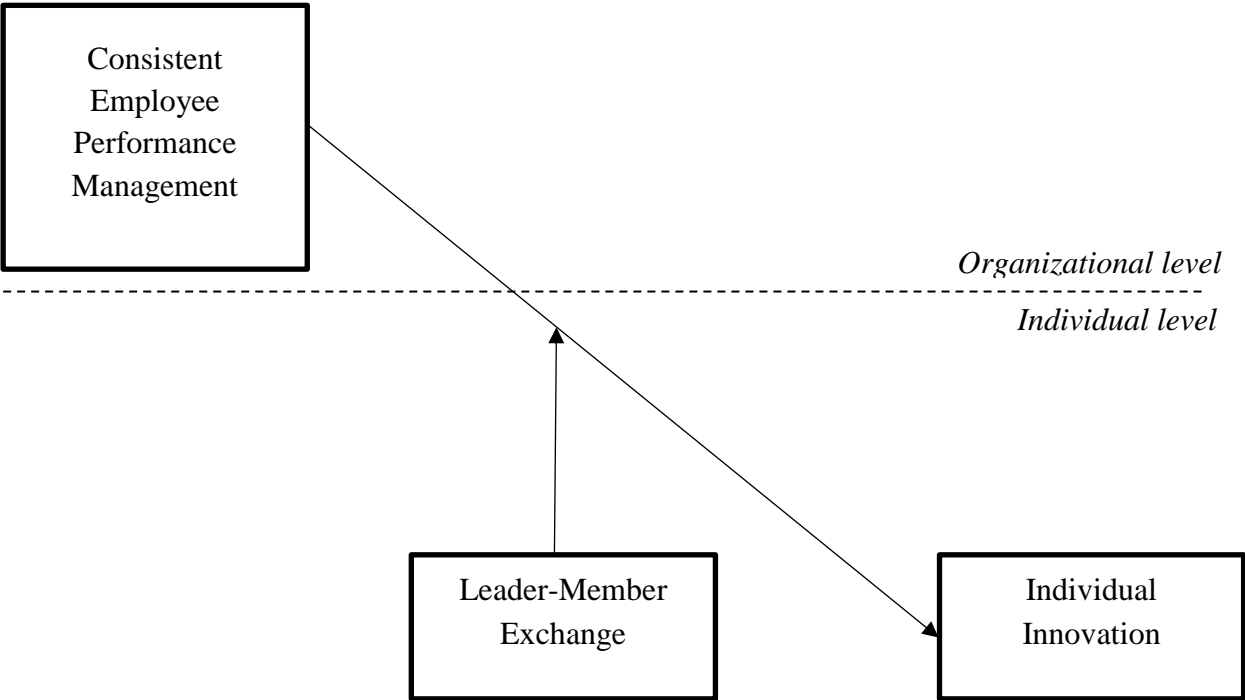 Consistent
Employee
Performance
Management
Organizational level
Individual level
Leader-Member
Exchange
Individual
Innovation